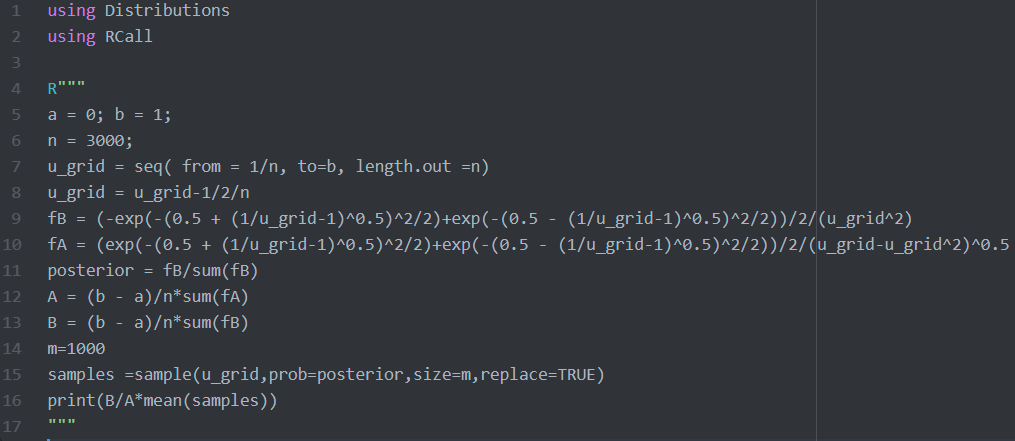 1 using Distributions
2 using RCall
3
4 R"""
5 a = 0; b = 1;
6 n = 3000;
7 u_grid = seq( from = 1/n, to=b, length.out =n)
8 u_grid = u_grid-1/2/n
9 fB = (-exp(-(0.5 + (1/u_grid-1)^0.5)^2/2)+exp(-(0.5 - (1/u_grid-1)^0.5)^2/2))/2/(u_grid^2)
10 fA = (exp(-(0.5 + (1/u_grid-1)^0.5)^2/2)+exp(-(0.5 - (1/u_grid-1)^0.5)^2/2))/2/(u_grid-u_grid^2)^0.5
11 posterior = fB/sum(fB)
12 A = (b - a)/n*sum(fA)
13 B = (b - a)/n*sum(fB)
14 m=1000
15 samples =sample(u_grid,prob=posterior,size=m,replace=TRUE)
16 print(B/A*mean(samples))
17 """